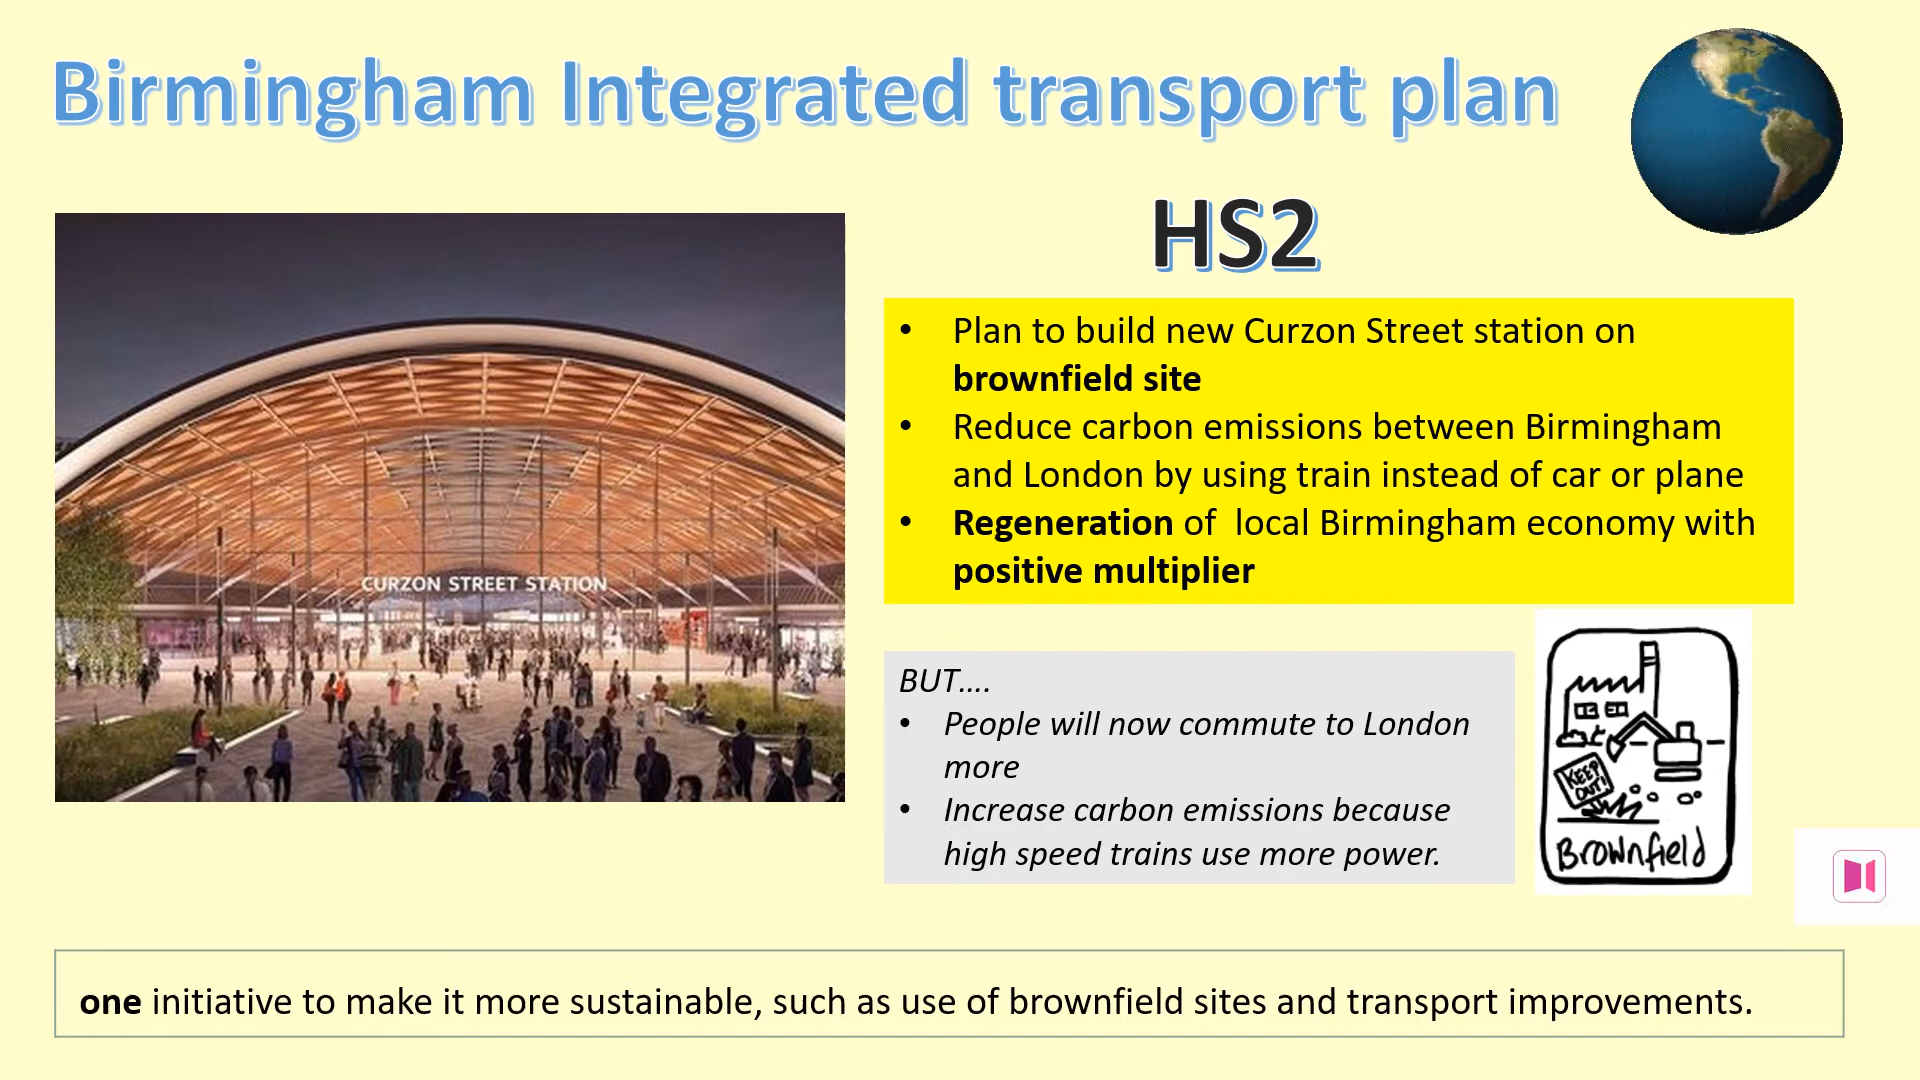 Birmingham Integrated transport plan
HS2
CURZON STREET STATION
• Plan to build new Curzon Street station on
brownfield site
• Reduce carbon emissions between Birmingham
and London by using train instead of car or plane
• Regeneration of  local Birmingham economy with
positive multiplier
BUT....
• People will now commute to London
more
• Increase carbon emissions because
high speed trains use more power.
KEEP
OUT!
Brownfield
one initiative to make it more sustainable, such as use of brownfield sites and transport improvements.